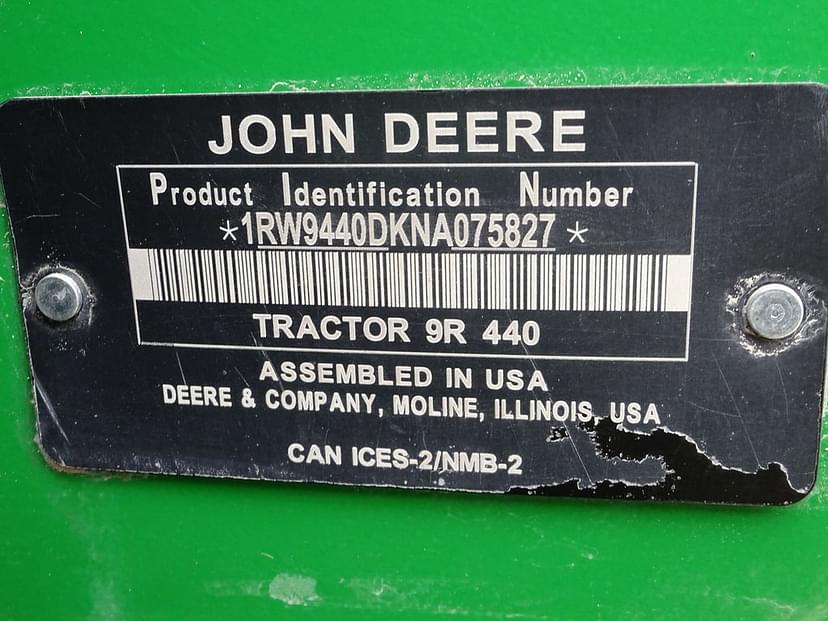 JOHN DEERE
Product Identification Number
*1RW9440DKNA075827*
TRACTOR 9R 440
ASSEMBLED IN USA
DEERE & COMPANY, MOLINE, ILLINOIS, USA
CAN ICES-2/NMB-2